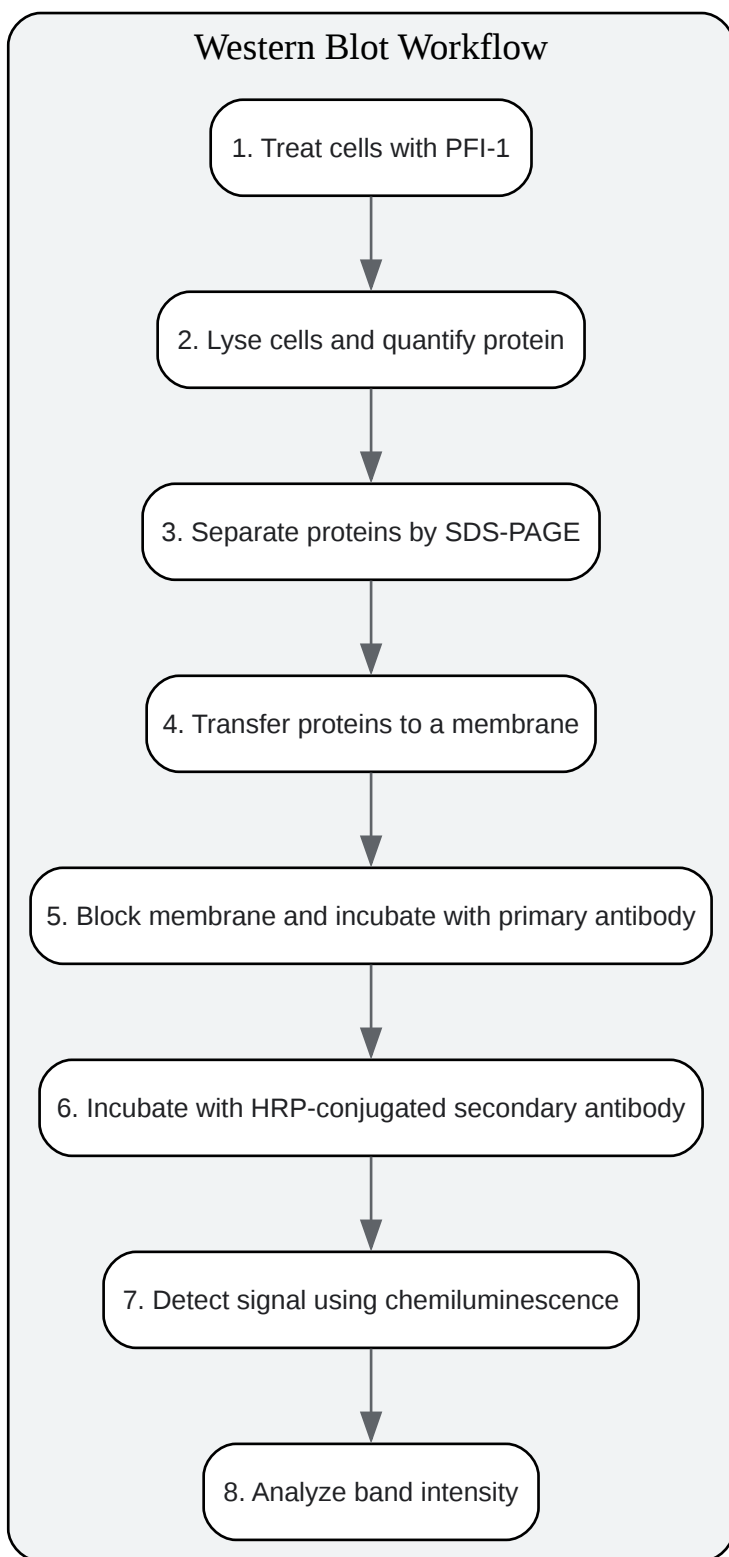 Western Blot Workflow
1. Treat cells with PFI-1
2. Lyse cells and quantify protein
3. Separate proteins by SDS-PAGE
4. Transfer proteins to a membrane
5. Block membrane and incubate with primary antibody
6. Incubate with HRP-conjugated secondary antibody
7. Detect signal using chemiluminescence
8. Analyze band intensity